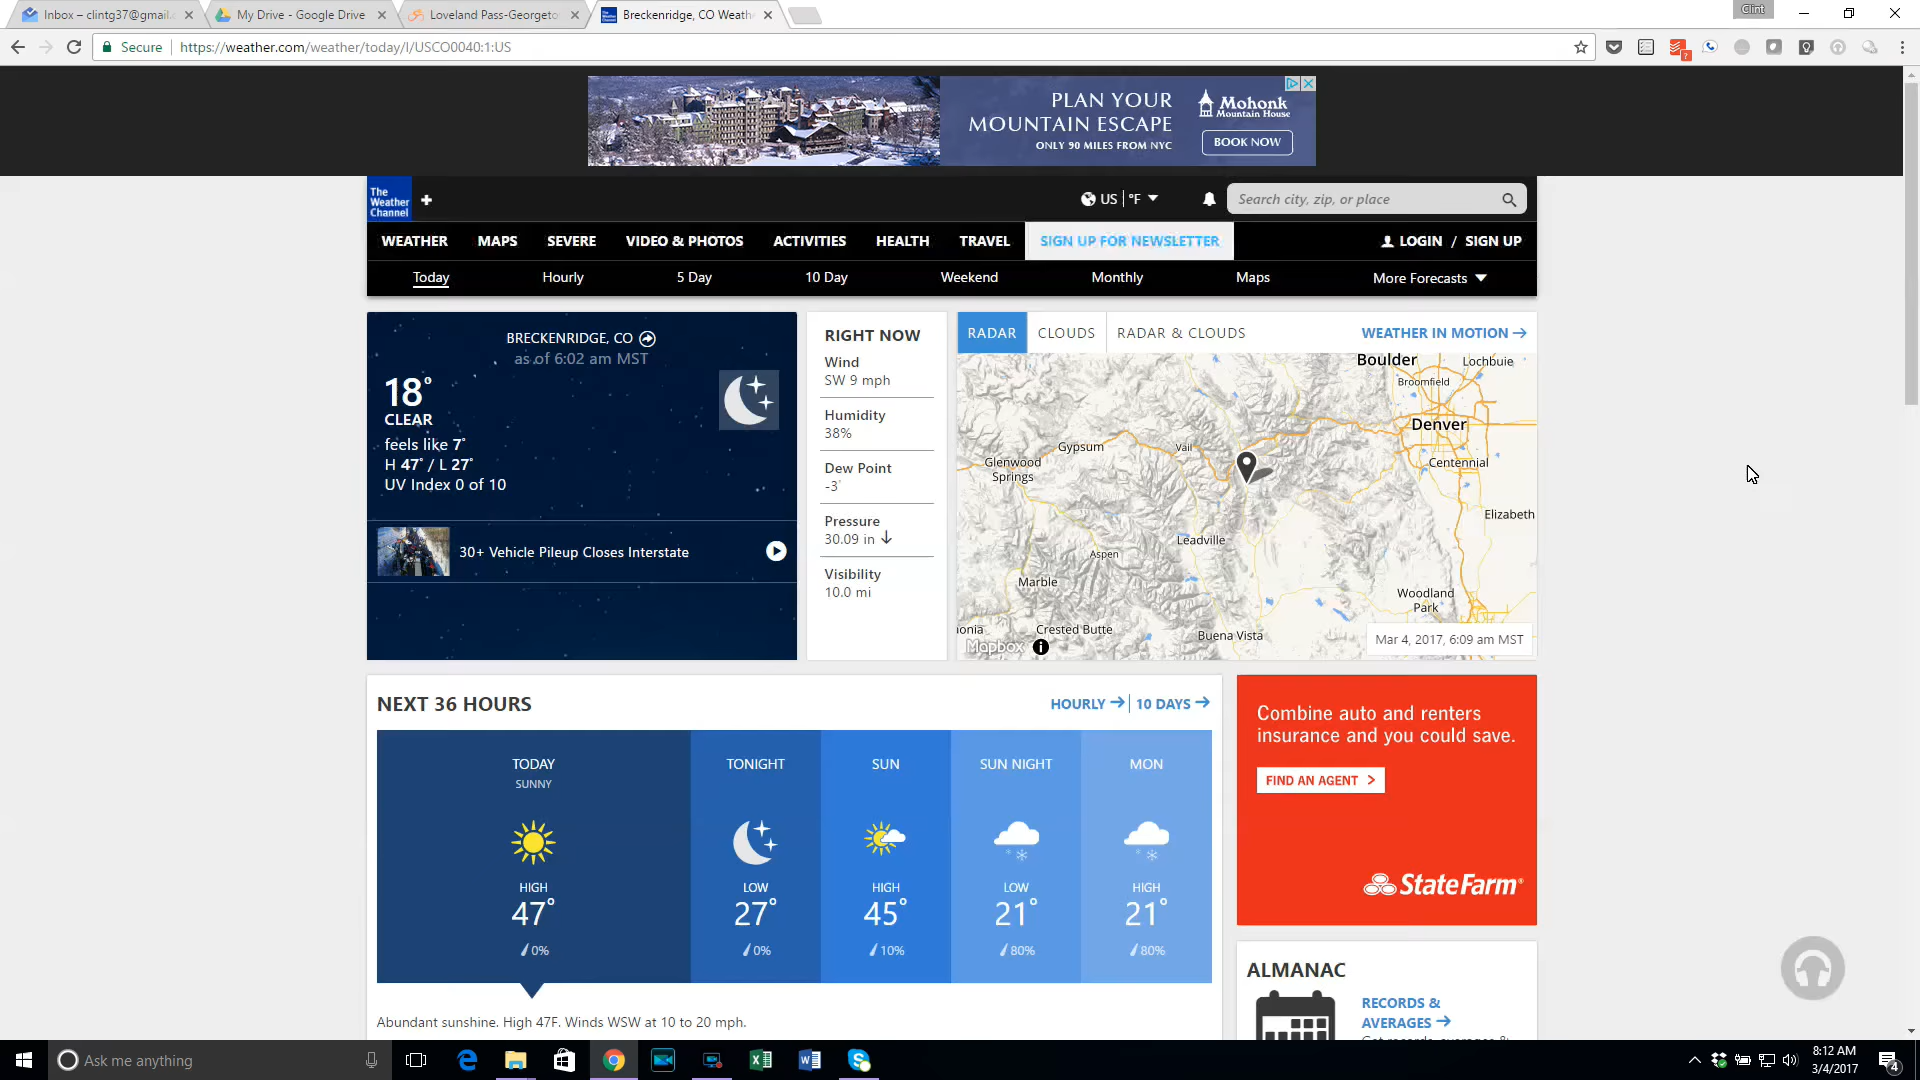 Inbox – clintg37@gmail.c
My Drive - Google Drive
Loveland Pass-Georgeto
Breckenridge, CO Weath
Clint
Secure
https://weather.com/weather/today/l/USCO0040:1:US
PLAN YOUR
MOUNTAIN ESCAPE
ONLY 90 MILES FROM NYC
Mohonk
Mountain House
BOOK NOW
The
Weather
Channel
US | °F
Search city, zip, or place
WEATHER
MAPS
SEVERE
VIDEO & PHOTOS
ACTIVITIES
HEALTH
TRAVEL
SIGN UP FOR NEWSLETTER
LOGIN / SIGN UP
Today
Hourly
5 Day
10 Day
Weekend
Monthly
Maps
More Forecasts
BRECKENRIDGE, CO
as of 6:02 am MST
18°
CLEAR
feels like 7°
H 47° / L 27°
UV Index 0 of 10
30+ Vehicle Pileup Closes Interstate
RIGHT NOW
Wind
SW 9 mph
Humidity
38%
Dew Point
-3°
Pressure
30.09 in ↓
Visibility
10.0 mi
RADAR
CLOUDS
RADAR & CLOUDS
WEATHER IN MOTION →
Boulder
Lochbuie
Broomfield
Denver
Gypsum
Vail
Glenwood
Springs
Centennial
Elizabeth
Leadville
Aspen
Marble
Woodland
Park
onia
Crested Butte
Buena Vista
Mapbox
Mar 4, 2017, 6:09 am MST
NEXT 36 HOURS
HOURLY → | 10 DAYS →
TODAY
SUNNY
HIGH
47°
0%
TONIGHT
LOW
27°
0%
SUN
HIGH
45°
10%
SUN NIGHT
LOW
21°
80%
MON
HIGH
21°
80%
Abundant sunshine. High 47F. Winds WSW at 10 to 20 mph.
Combine auto and renters
insurance and you could save.
FIND AN AGENT >
StateFarm®
ALMANAC
RECORDS &
AVERAGES →
Ask me anything
8:12 AM
3/4/2017
4